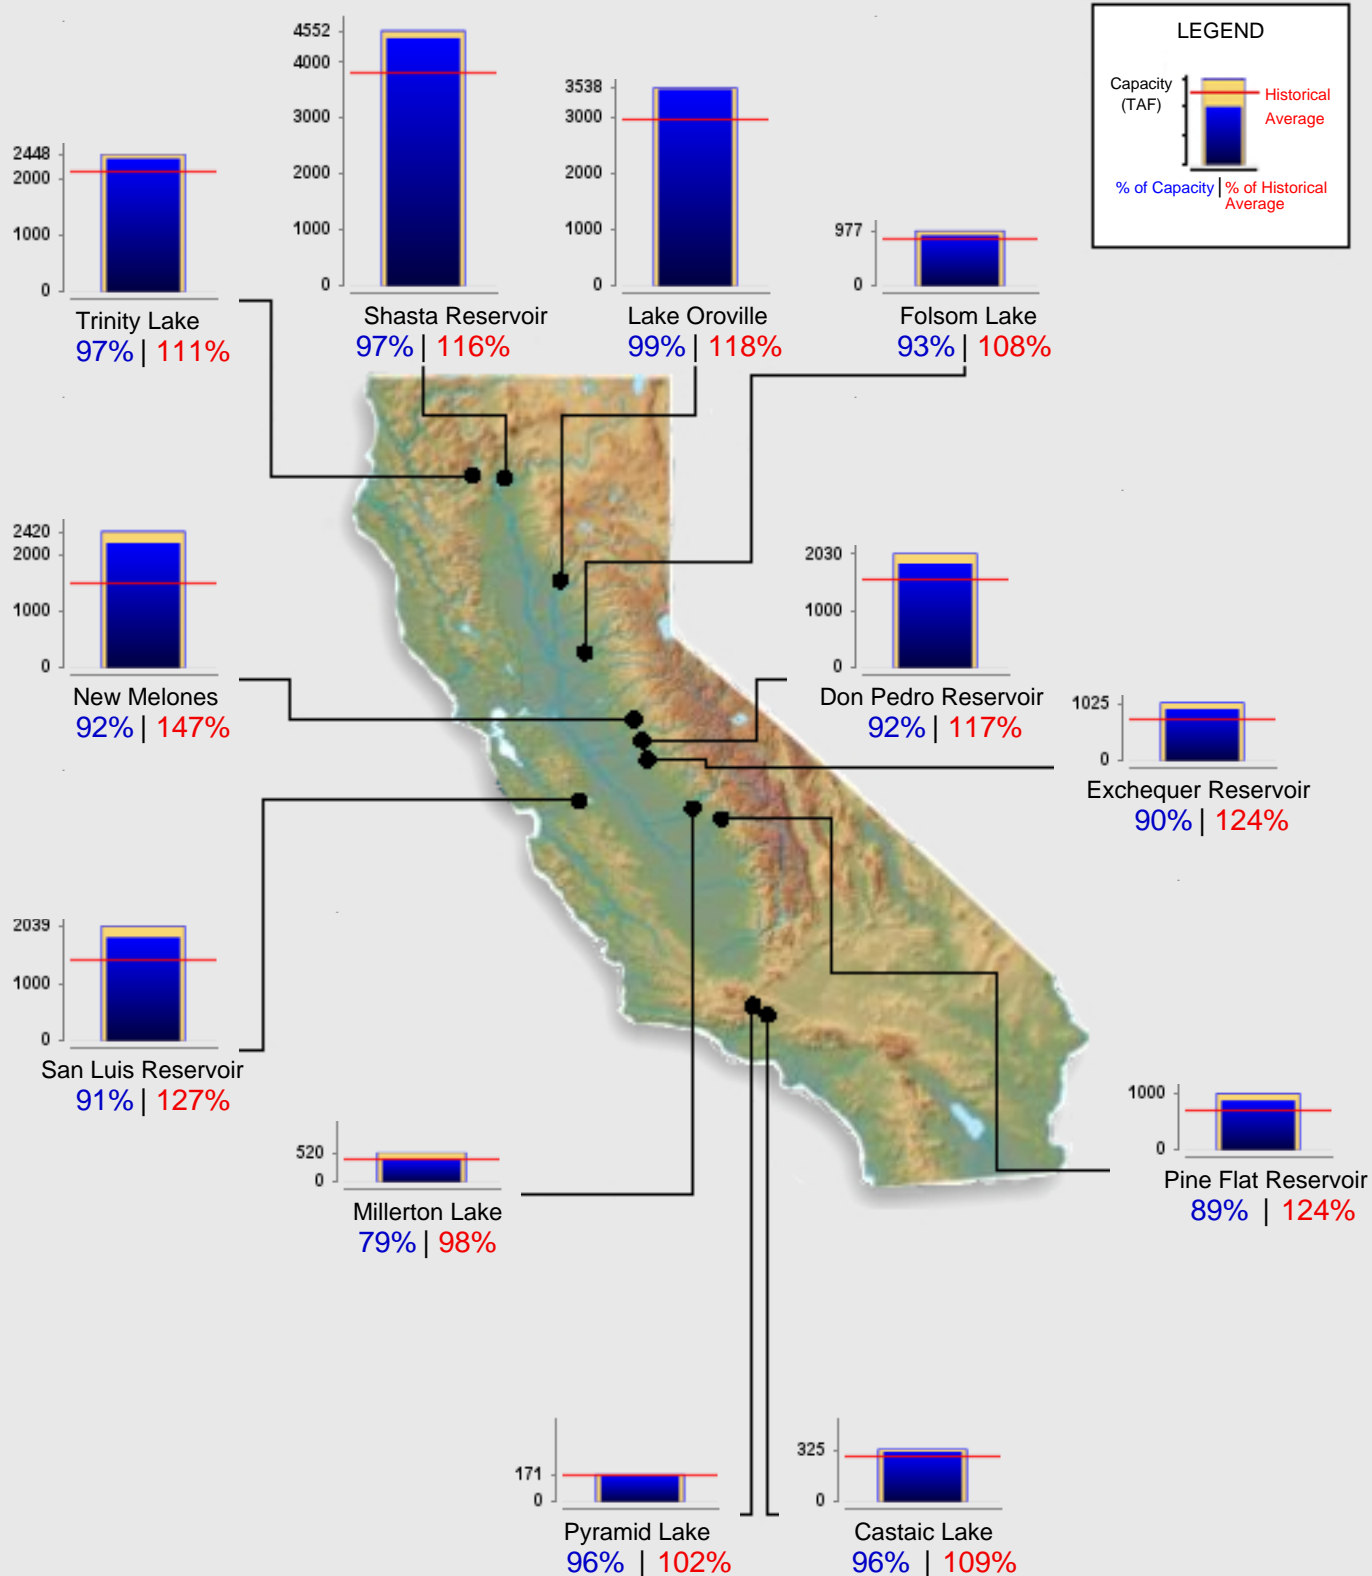 LEGEND
Capacity
(TAF)
Historical
Average
% of Capacity | % of Historical
Average
4552
4000
3000
2000
1000
0
Shasta Reservoir
97% | 116%
3538
3000
2000
1000
0
Lake Oroville
99% | 118%
2448
2000
1000
0
Trinity Lake
97% | 111%
977
0
Folsom Lake
93% | 108%
2420
2000
1000
0
New Melones
92% | 147%
2030
1000
0
Don Pedro Reservoir
92% | 117%
1025
0
Exchequer Reservoir
90% | 124%
2039
1000
0
San Luis Reservoir
91% | 127%
520
0
Millerton Lake
79% | 98%
1000
0
Pine Flat Reservoir
89% | 124%
171
0
Pyramid Lake
96% | 102%
325
0
Castaic Lake
96% | 109%